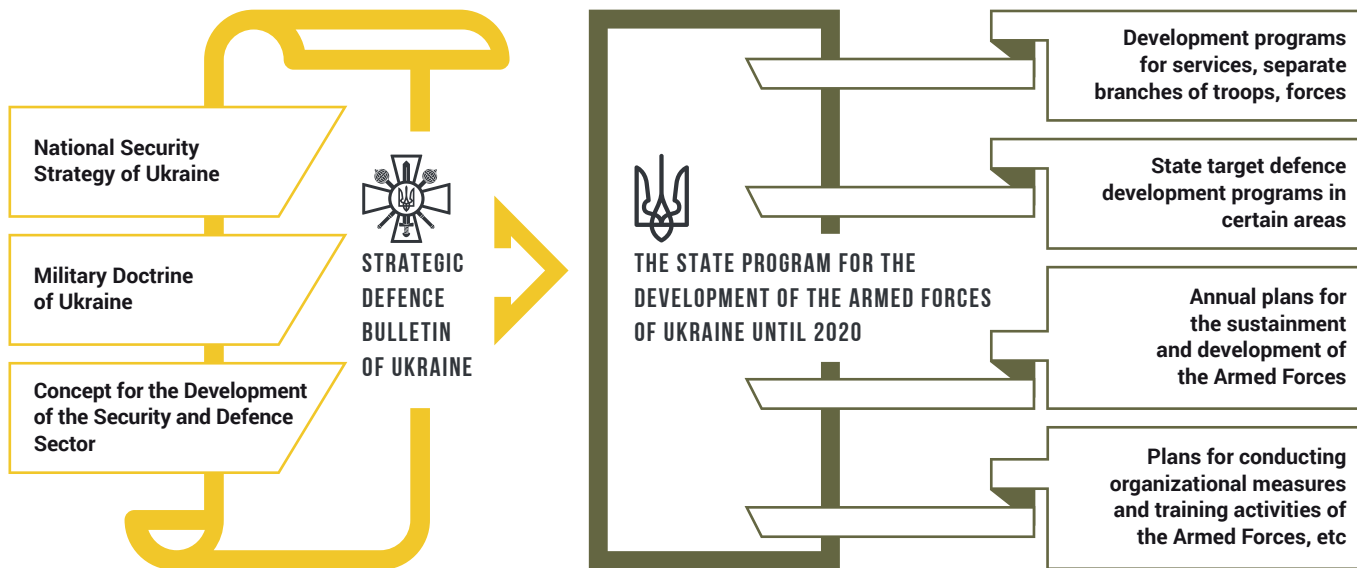 National Security
Strategy of Ukraine
Military Doctrine
of Ukraine
Concept for the Development
of the Security and Defence
Sector
STRATEGIC
DEFENCE
BULLETIN
OF UKRAINE
THE STATE PROGRAM FOR THE
DEVELOPMENT OF THE ARMED FORCES
OF UKRAINE UNTIL 2020
Development programs
for services, separate
branches of troops, forces
State target defence
development programs in
certain areas
Annual plans for
the sustainment
and development of
the Armed Forces
Plans for conducting
organizational measures
and training activities of
the Armed Forces, etc